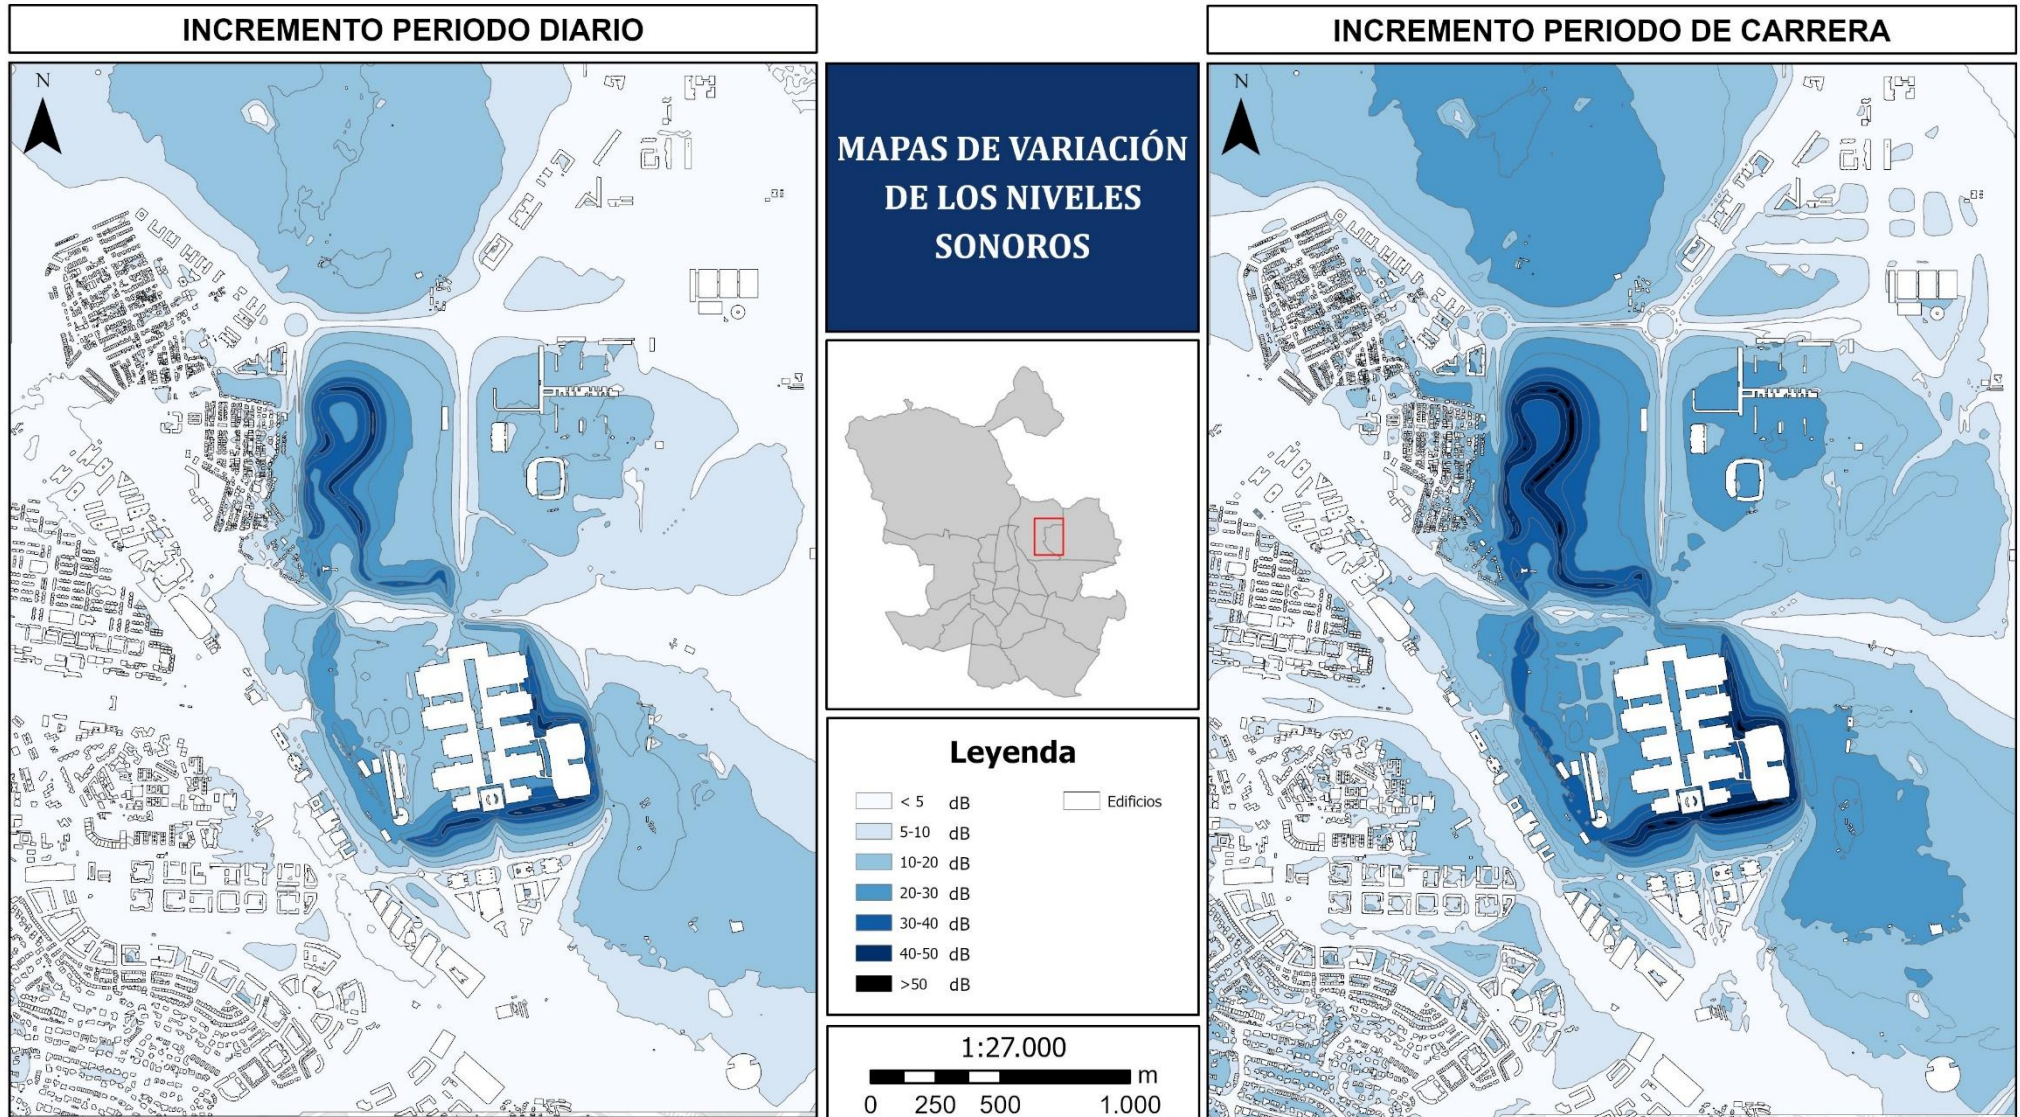 INCREMENTO PERIODO DIARIO
N
MAPAS DE VARIACIÓN
DE LOS NIVELES
SONOROS
Leyenda
< 5 dB
5-10 dB
10-20 dB
20-30 dB
30-40 dB
40-50 dB
>50 dB
Edificios
1:27.000
m
0 250 500 1.000
INCREMENTO PERIODO DE CARRERA
N